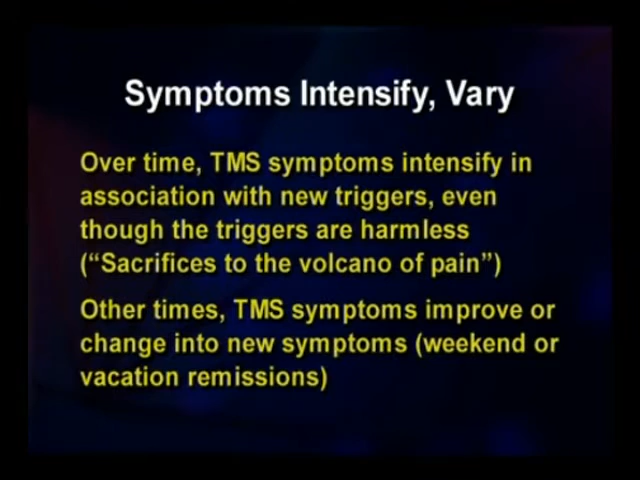 Symptoms Intensify, Vary
Over time, TMS symptoms intensify in
association with new triggers, even
though the triggers are harmless
(“Sacrifices to the volcano of pain”)
Other times, TMS symptoms improve or
change into new symptoms (weekend or
vacation remissions)